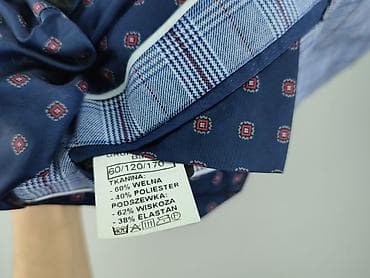 60/120/170
TKANINA:
- 60% WEŁNA
- 40% POLIESTER
PODSZEWKA:
- 62% WISKOZA
- 38% ELASTAN